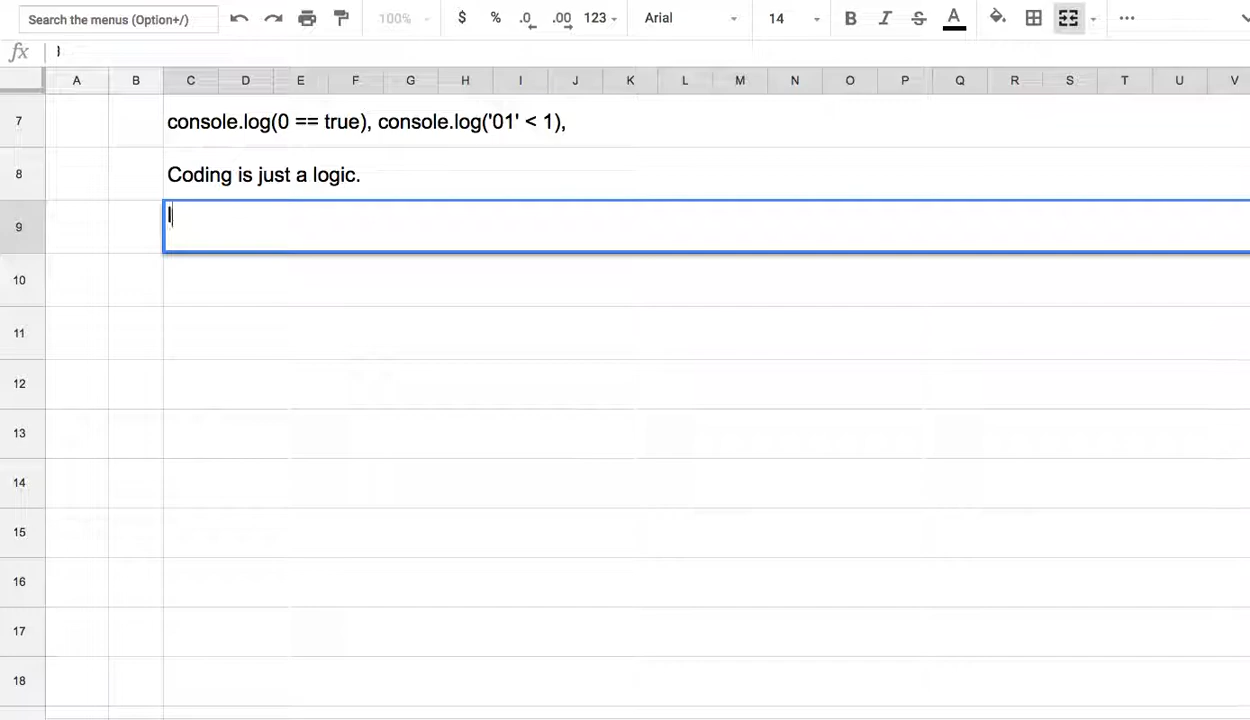 Search the menus (Option+/) 100% $ % .0 .00 123 Arial 14 B I S A ...
fx
A B C D E F G H I J K L M N O P Q R S T U V
7 console.log(0 == true), console.log('01' < 1),
8 Coding is just a logic.
9 I
10
11
12
13
14
15
16
17
18